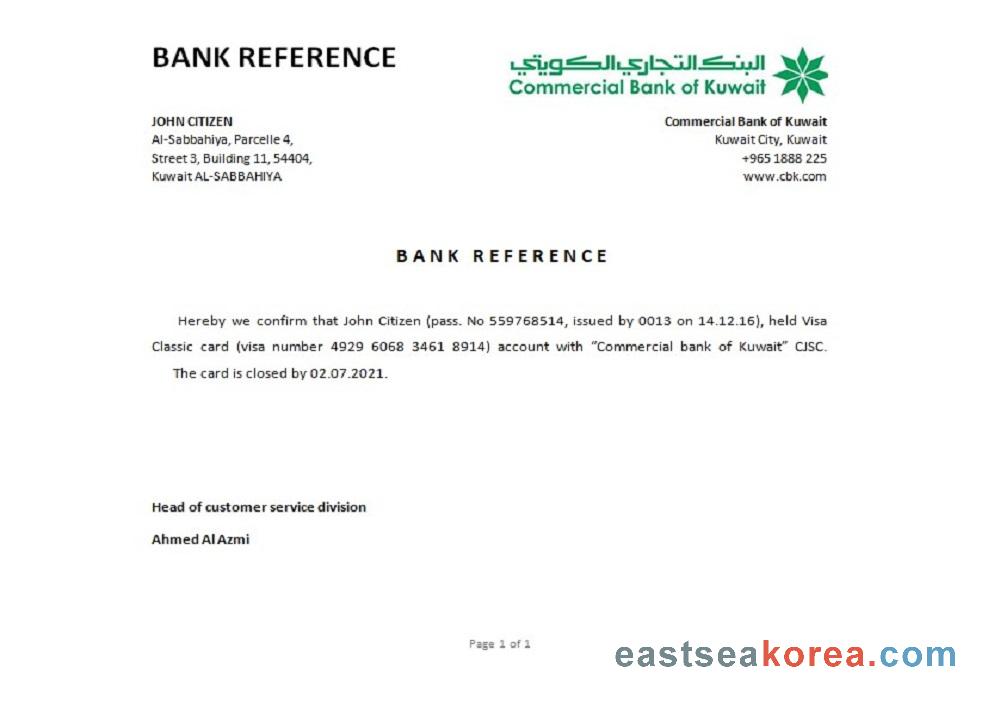 BANK REFERENCE
البنك التجاري الكويتي
Commercial Bank of Kuwait
JOHN CITIZEN
Al-Sabbahiya, Parcelle 4,
Street 3, Building 11, 54404,
Kuwait AL-SABBAHIYA
Commercial Bank of Kuwait
Kuwait City, Kuwait
+965 1888 225
www.cbk.com
BANK REFERENCE
Hereby we confirm that John Citizen (pass. No 559768514, issued by 0013 on 14.12.16), held Visa
Classic card (visa number 4929 6068 3461 8914) account with “Commercial bank of Kuwait” CJSC.
The card is closed by 02.07.2021.
Head of customer service division
Ahmed Al Azmi
Page 1 of 1
eastseakorea.com